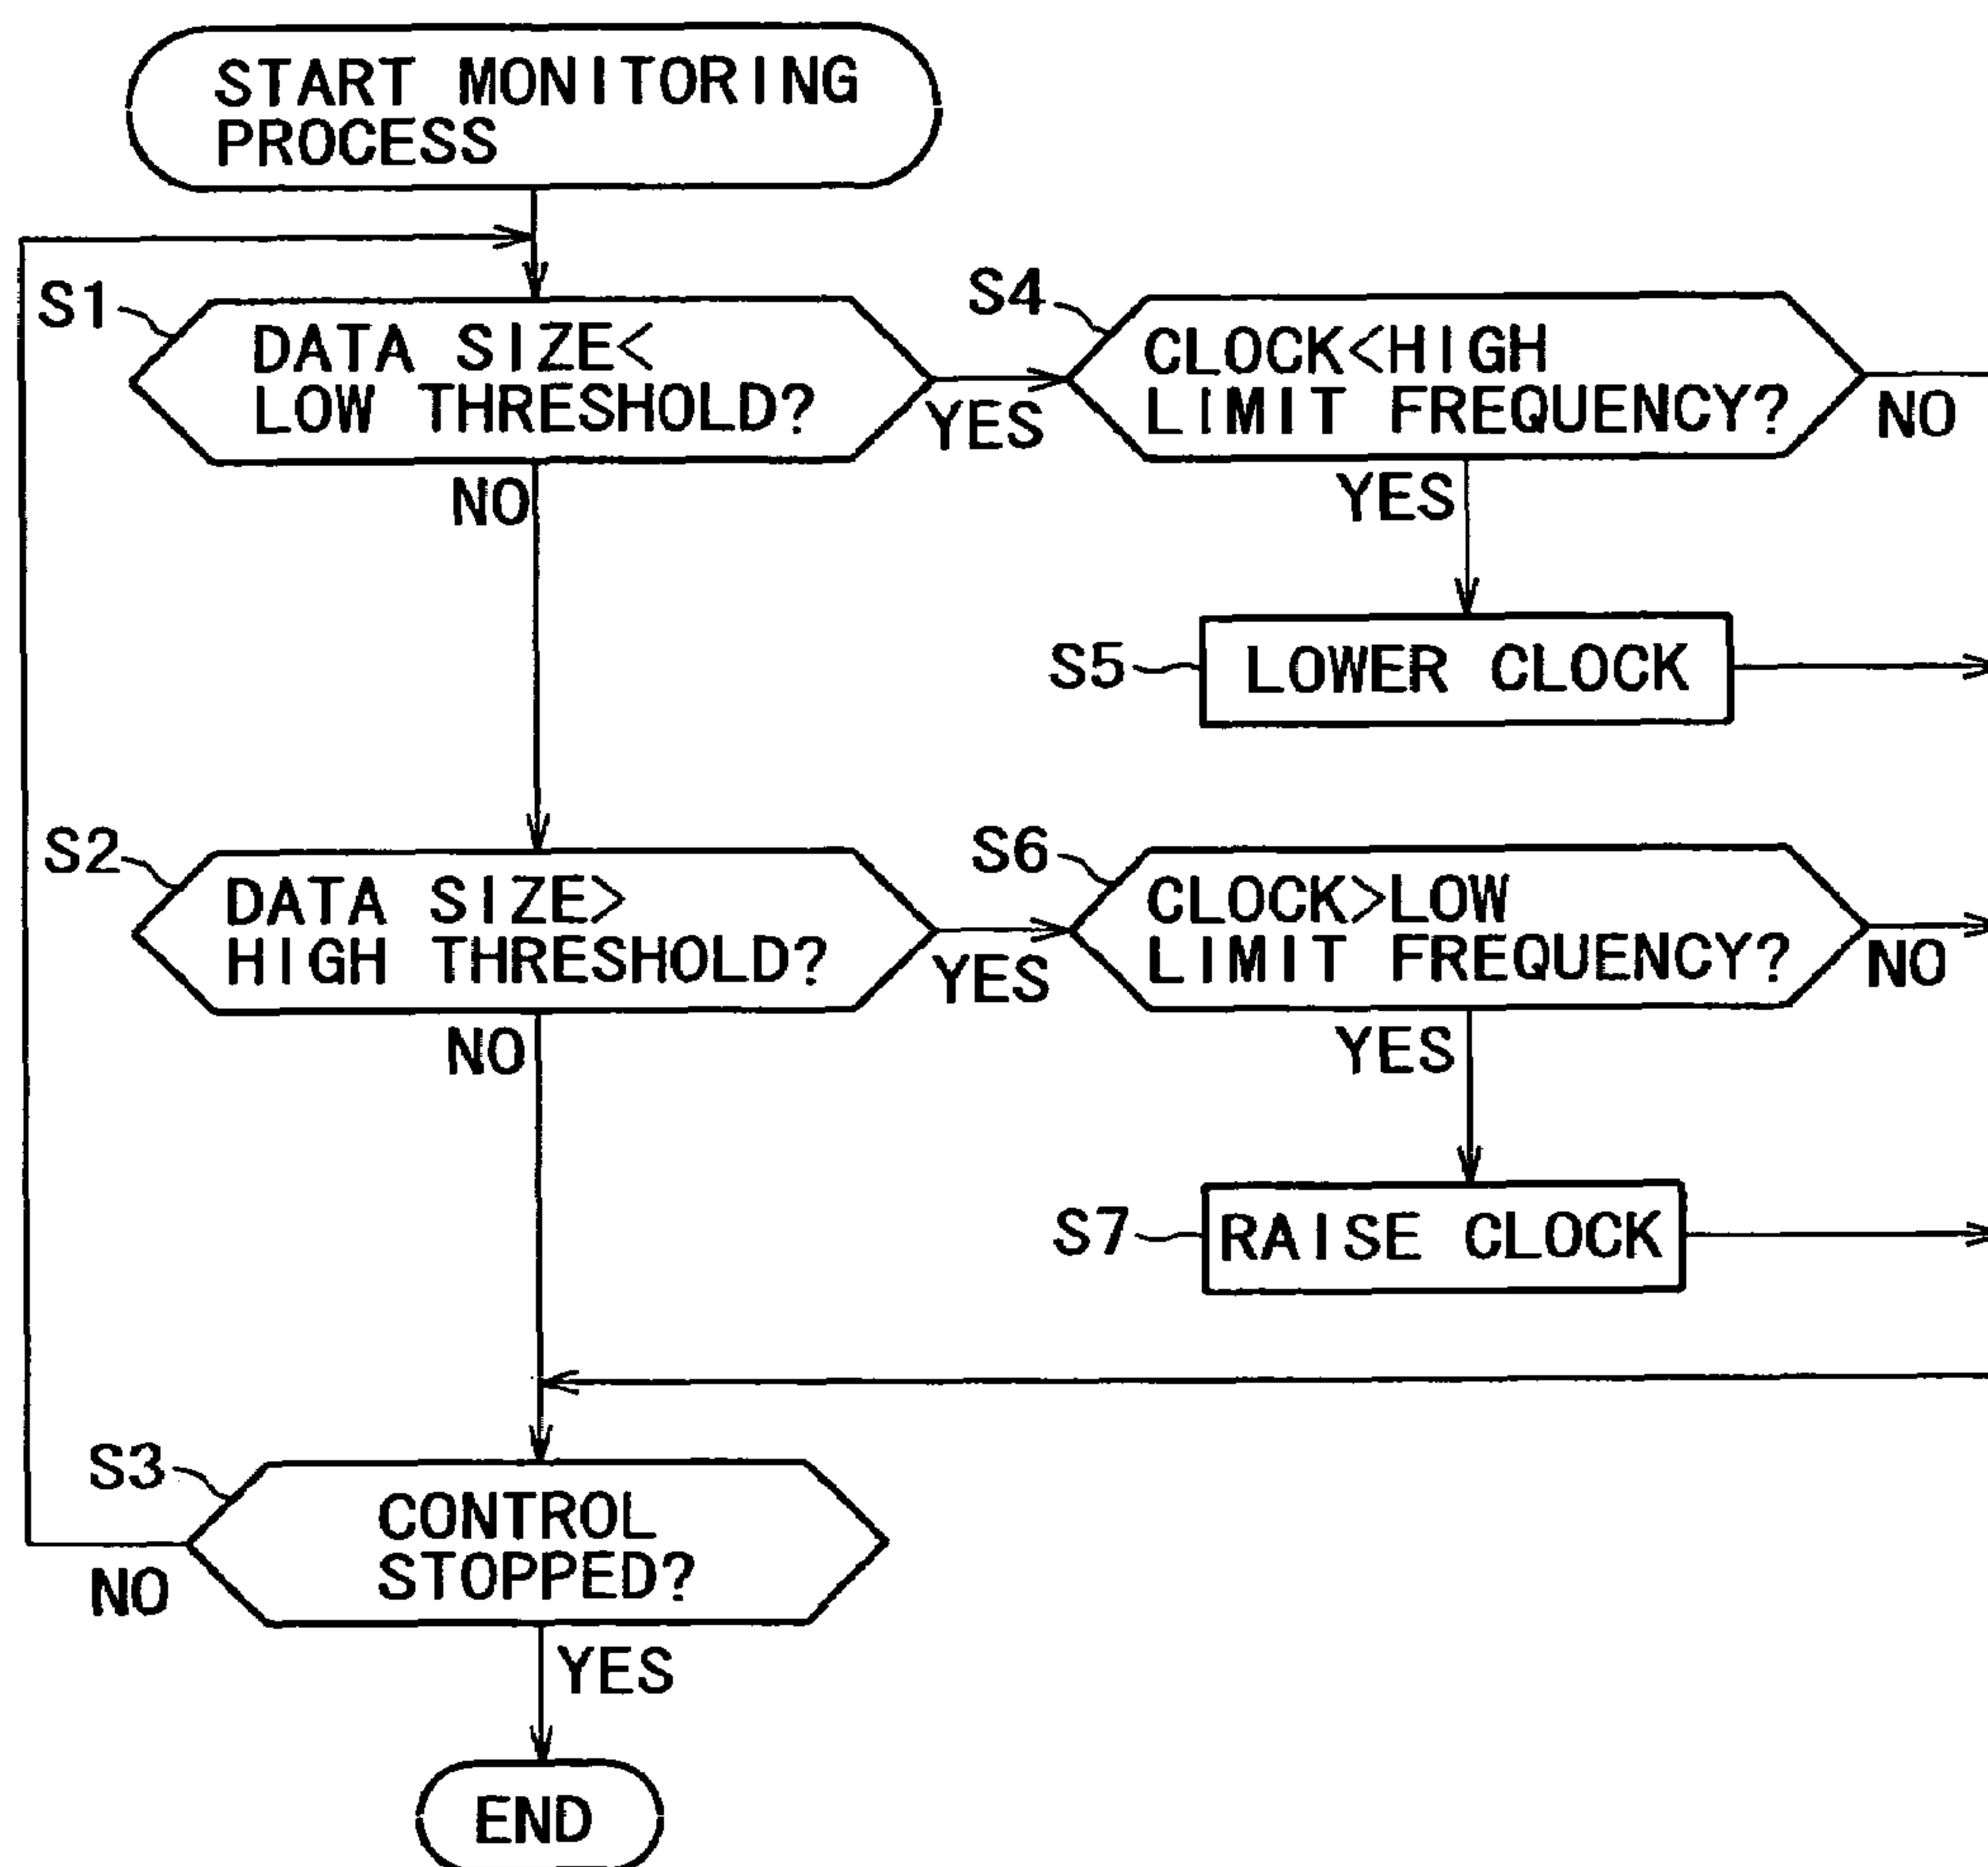 START MONITORING
PROCESS
S1
DATA SIZE<
LOW THRESHOLD?
YES
NO
S4
CLOCK<HIGH
LIMIT FREQUENCY?
NO
YES
S5
LOWER CLOCK
S2
DATA SIZE>
HIGH THRESHOLD?
YES
NO
S6
CLOCK>LOW
LIMIT FREQUENCY?
NO
YES
S7
RAISE CLOCK
S3
CONTROL
STOPPED?
NO
YES
END